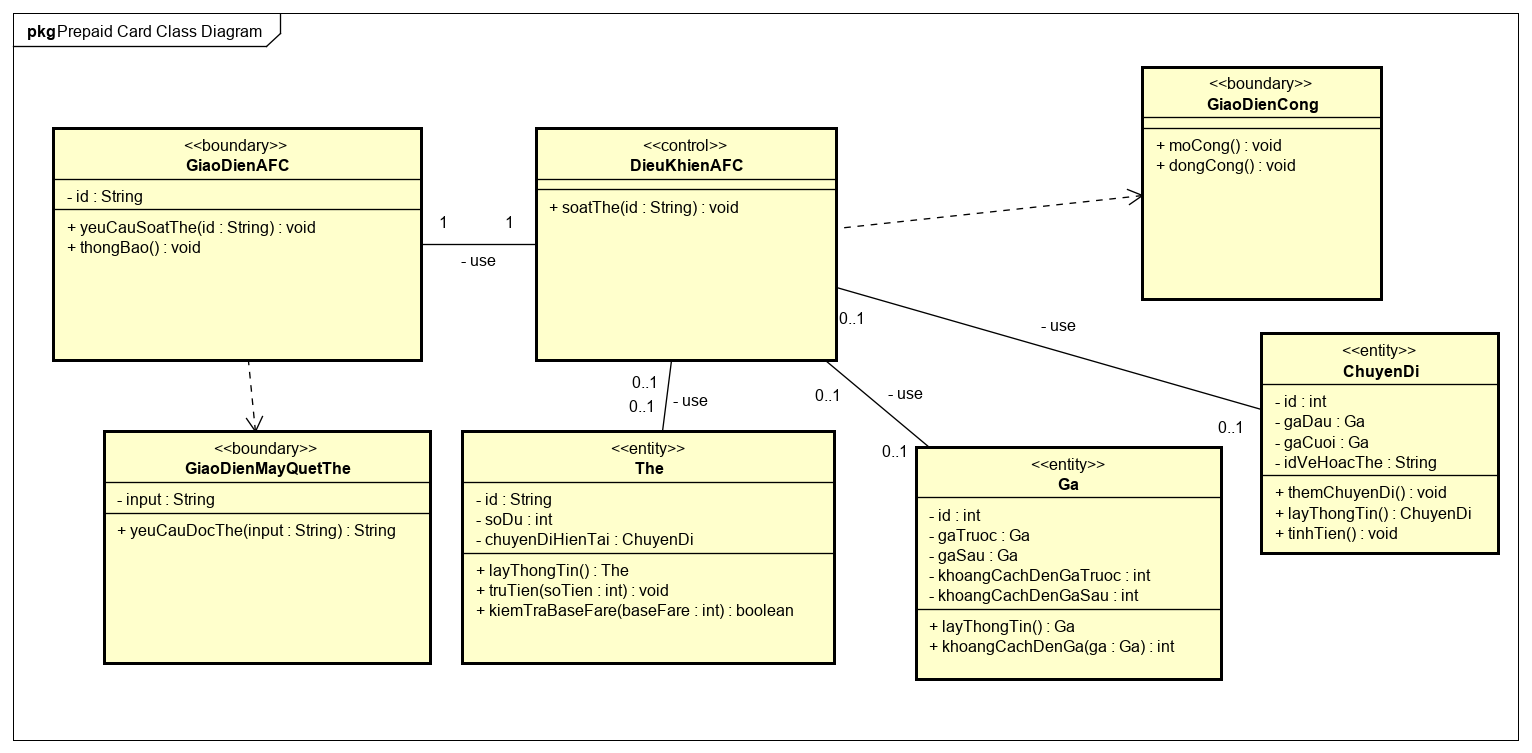 pkg Prepaid Card Class Diagram
<<boundary>>
GiaoDienAFC
- id : String
+ yeuCauSoatThe(id : String) : void
+ thongBao() : void
1
1
- use
<<control>>
DieuKhienAFC
+ soatThe(id : String) : void
<<boundary>>
GiaoDienCong
+ moCong() : void
+ dongCong() : void
0..1
- use
0..1
<<entity>>
ChuyenDi
- id : int
- gaDau : Ga
- gaCuoi : Ga
- idVeHoacThe : String
+ themChuyenDi() : void
+ layThongTin() : ChuyenDi
+ tinhTien() : void
0..1
0..1
- use
0..1
- use
0..1
<<boundary>>
GiaoDienMayQuetThe
- input : String
+ yeuCauDocThe(input : String) : String
<<entity>>
The
- id : String
- soDu : int
- chuyenDiHienTai : ChuyenDi
+ layThongTin() : The
+ truTien(soTien : int) : void
+ kiemTraBaseFare(baseFare : int) : boolean
<<entity>>
Ga
- id : int
- gaTruoc : Ga
- gaSau : Ga
- khoangCachDenGaTruoc : int
- khoangCachDenGaSau : int
+ layThongTin() : Ga
+ khoangCachDenGa(ga : Ga) : int